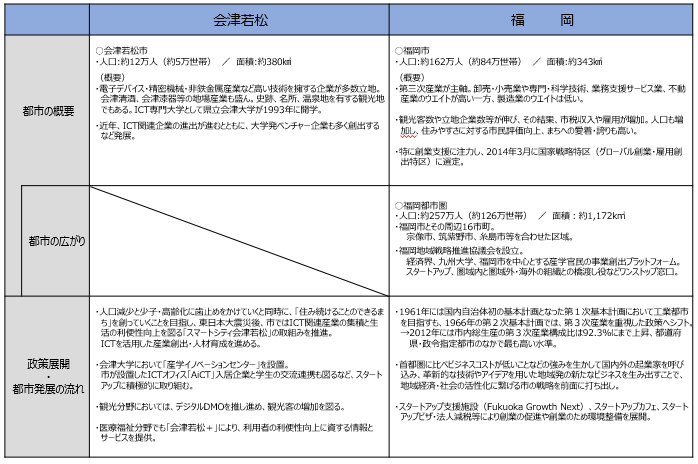 会津若松
福　　岡
都市の概要
○会津若松市
・人口:約12万人（約5万世帯）　／　面積:約380㎢
（概要）
・電子デバイス・精密機械・非鉄金属産業など高い技術を擁する企業が多数立地。
会津清酒、会津漆器等の地場産業も盛ん。史跡、名所、温泉地を有する観光地
でもある。ICT専門大学として県立会津大学が1993年に開学。
・近年、ICT関連企業の進出が進むとともに、大学発ベンチャー企業も多く創出する
など発展。
○福岡市
・人口:約162万人（約84万世帯）　／　面積:約343㎢
（概要）
・第三次産業が主軸。卸売・小売業や専門・科学技術、業務支援サービス業、不動
産業のウエイトが高い一方、製造業のウエイトは低い。
・観光客数や立地企業数等が伸び、その結果、市税収入や雇用が増加。人口も増
加し、住みやすさに対する市民評価向上、まちへの愛着・誇りも高い。
・特に創業支援に注力し、2014年3月に国家戦略特区（グローバル創業・雇用創
出特区）に選定。
都市の広がり
○福岡都市圏
・人口:約257万人（約126万世帯）　／　面積：約1,172㎢
・福岡市とその周辺16市町。
宗像市、筑紫野市、糸島市等を合わせた区域。
・福岡地域戦略推進協議会を設立。
経済界、九州大学、福岡市を中心とする産学官民の事業創出プラットフォーム。
スタートアップ、圏域内と圏域外・海外の組織との橋渡し役などワンストップ窓口。
政策展開
・
都市発展の流れ
・人口減少と少子・高齢化に歯止めをかけていくと同時に、「住み続けることのできるま
ち」を創っていくことを目指し、東日本大震災後、市ではICT関連産業の集積と生
活の利便性向上を図る「スマートシティ会津若松」の取組みを推進。
ICTを活用した産業創出・人材育成を進める。
・会津大学において「産学イノベーションセンター」を設置。
市が設置したICTオフィス「AiCT」入居企業と学生の交流連携も図るなど、スタート
アップに積極的に取り組む。
・観光分野においては、デジタルDMOを推し進め、観光客の増加を図る。
・医療福祉分野でも「会津若松＋」により、利用者の利便性向上に資する情報と
サービスを提供。
・1961年には国内自治体初の基本計画となった第１次基本計画において工業都市
を目指すも、1966年の第２次基本計画では、第３次産業を重視した政策へシフト。
→2012年には市内総生産の第３次産業構成比は92.3%にまで上昇、都道府
県・政令指定都市のなかで最も高い水準。
・首都圏に比べビジネスコストが低いことなどの強みを生かして国内外の起業家を呼び
込み、革新的な技術やアイデアを用いた地域発の新たなビジネスを生み出すことで、
地域経済・社会の活性化に繋げる市の戦略を前面に打ち出し。
・スタートアップ支援施設（Fukuoka Growth Next）、スタートアップカフェ、スタート
アップビザ・法人減税等により創業の促進や創業のため環境整備を展開。